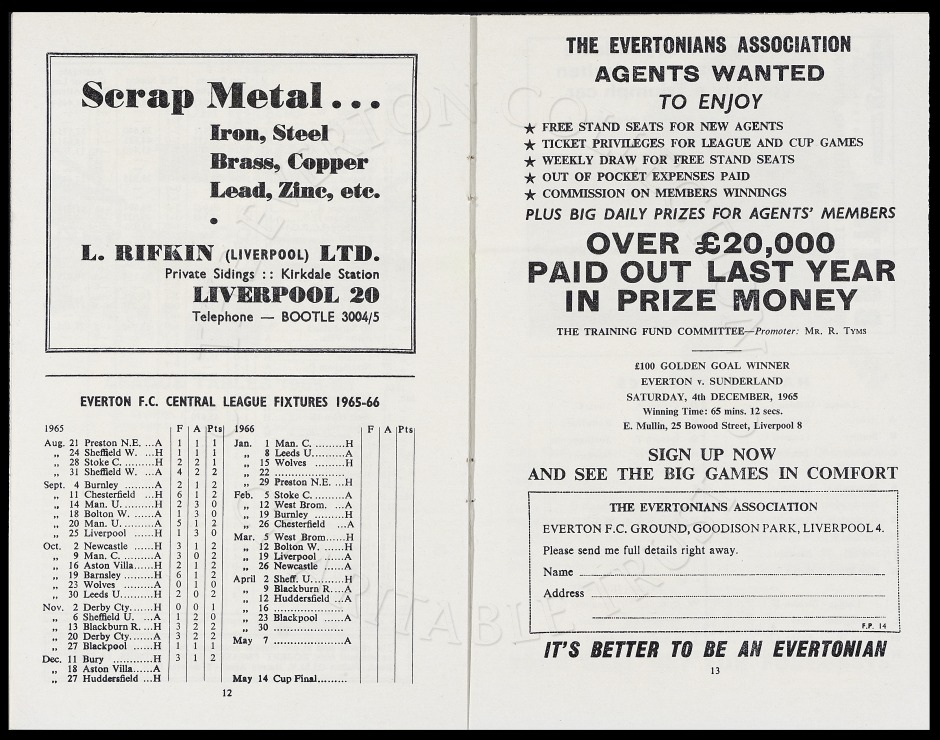 Scrap Metal...
Iron, Steel
Brass, Copper
Lead, Zinc, etc.
L. RIFKIN (LIVERPOOL) LTD.
Private Sidings :: Kirkdale Station
LIVERPOOL 20
Telephone — BOOTLE 3004/5
EVERTON F.C. CENTRAL LEAGUE FIXTURES 1965-66
1965 F A Pts
Aug. 21 Preston N.E. ...A 1 1 1
„ 24 Sheffield W. ...H 1 1 1
„ 28 Stoke C. ..........H 2 2 1
„ 31 Sheffield W. ...A 4 2 2
Sept. 4 Burnley ..........A 2 1 2
„ 11 Chesterfield ...H 6 1 2
„ 14 Man. U. ..........H 2 3 0
„ 18 Bolton W. ......A 1 3 0
„ 20 Man. U. ..........A 5 1 2
„ 25 Liverpool ......H 1 3 0
Oct. 2 Newcastle ......H 3 1 2
„ 9 Man. C. ..........A 3 0 2
„ 16 Aston Villa......H 2 1 2
„ 19 Barnsley ........H 6 1 2
„ 23 Wolves ..........A 0 1 0
„ 30 Leeds U. ........H 2 0 2
Nov. 2 Derby Cty.......H 0 0 1
„ 6 Sheffield U. ...A 1 2 0
„ 13 Blackburn R. ...H 3 2 2
„ 20 Derby Cty.......A 3 2 2
„ 27 Blackpool ......H 1 1 1
Dec. 11 Bury ............H 3 1 2
„ 18 Aston Villa......A
„ 27 Huddersfield ...H
1966 F A Pts
Jan. 1 Man. C. .........H
„ 8 Leeds U..........A
„ 15 Wolves ..........H
„ 22 .....................
„ 29 Preston N.E. ...H
Feb. 5 Stoke C. ..........A
„ 12 West Brom. ...A
„ 19 Burnley ..........H
„ 26 Chesterfield ...A
Mar. 5 West Brom......H
„ 12 Bolton W. ......H
„ 19 Liverpool ......A
„ 26 Newcastle ......A
April 2 Sheff. U..........H
„ 9 Blackburn R....A
„ 12 Huddersfield ...A
„ 16 .....................
„ 23 Blackpool ......A
„ 30 .....................
May 7 .....................A
May 14 Cup Final.........
12
THE EVERTONIANS ASSOCIATION
AGENTS WANTED
TO ENJOY
★ FREE STAND SEATS FOR NEW AGENTS
★ TICKET PRIVILEGES FOR LEAGUE AND CUP GAMES
★ WEEKLY DRAW FOR FREE STAND SEATS
★ OUT OF POCKET EXPENSES PAID
★ COMMISSION ON MEMBERS WINNINGS
PLUS BIG DAILY PRIZES FOR AGENTS' MEMBERS
OVER £20,000
PAID OUT LAST YEAR
IN PRIZE MONEY
THE TRAINING FUND COMMITTEE—Promoter: MR. R. TYMS
£100 GOLDEN GOAL WINNER
EVERTON v. SUNDERLAND
SATURDAY, 4th DECEMBER, 1965
Winning Time: 65 mins. 12 secs.
E. Mullin, 25 Bowood Street, Liverpool 8
SIGN UP NOW
AND SEE THE BIG GAMES IN COMFORT
THE EVERTONIANS ASSOCIATION
EVERTON F.C. GROUND, GOODISON PARK, LIVERPOOL 4.
Please send me full details right away.
Name
Address
F.P. 14
IT'S BETTER TO BE AN EVERTONIAN
13